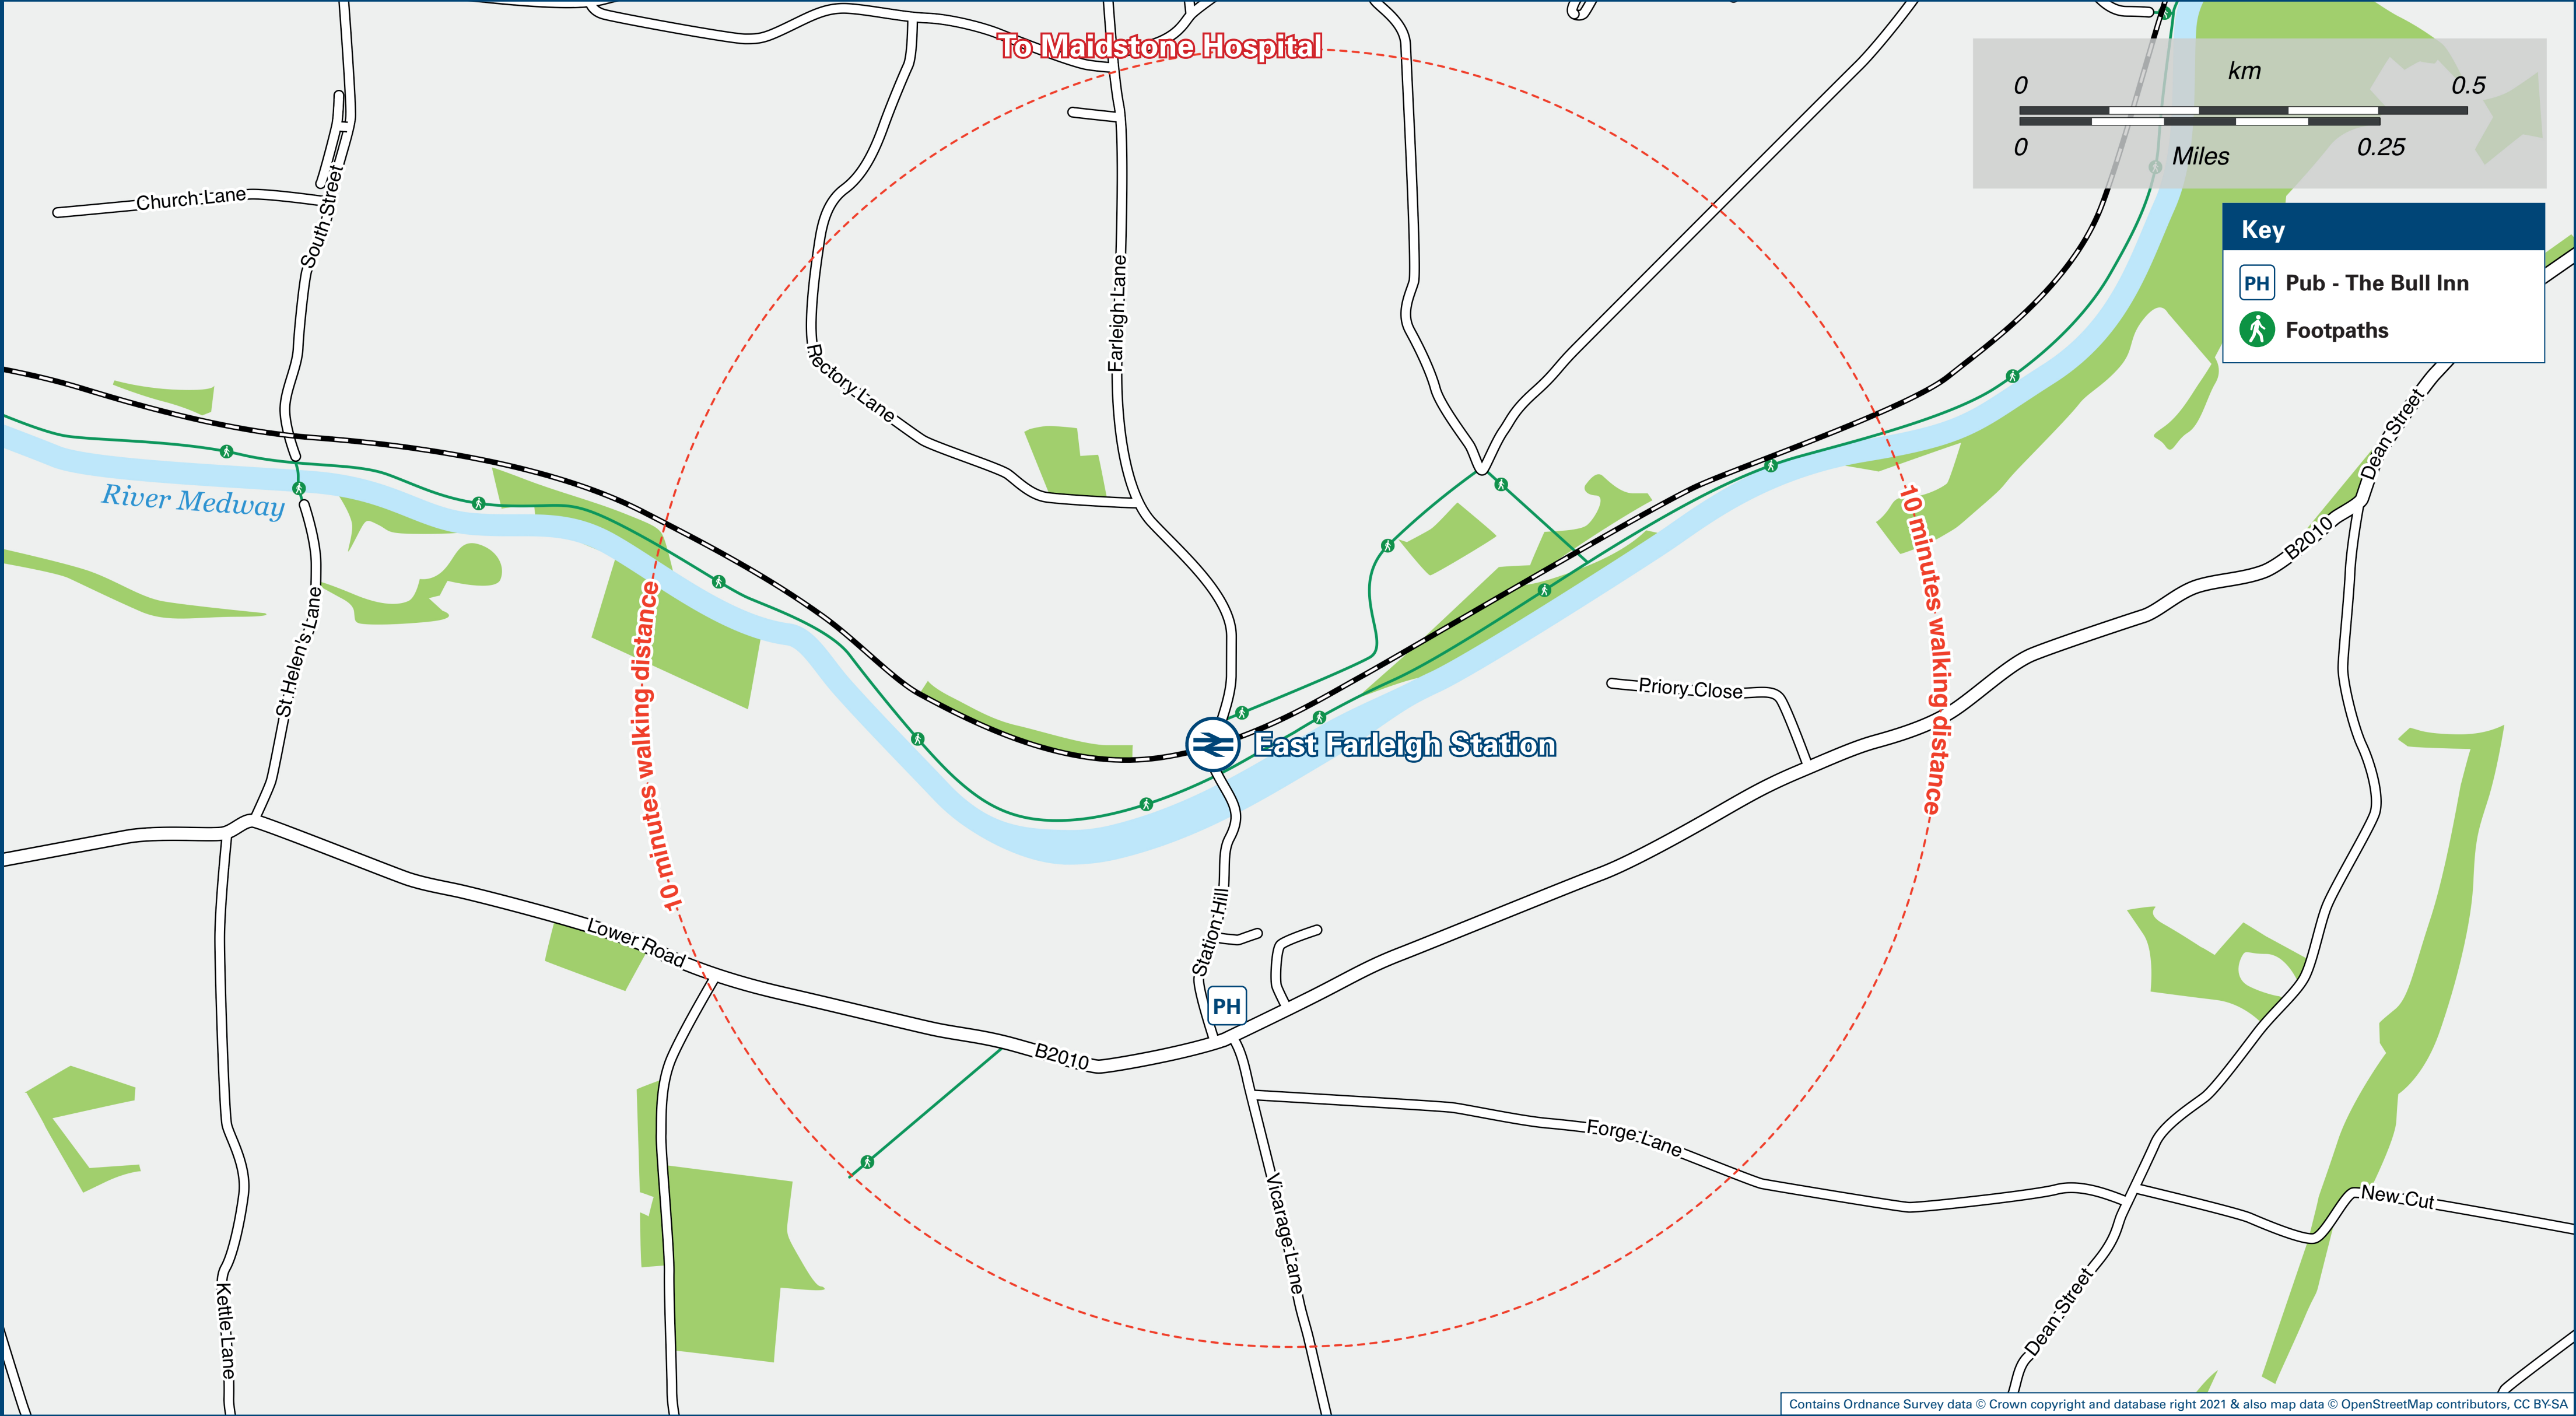 To Maidstone Hospital
km
0
0.5
0
0.25
Miles
Church Lane
South Street
Key
PH Pub - The Bull Inn
Footpaths
Farleigh Lane
Rectory Lane
Dean Street
River Medway
B2010
10 minutes walking distance
St Helen's Lane
10 minutes walking distance
Priory Close
East Farleigh Station
Station Hill
Lower Road
PH
B2010
Forge Lane
Vicarage Lane
New Cut
Kettle Lane
Dean Street
Contains Ordnance Survey data © Crown copyright and database right 2021 & also map data © OpenStreetMap contributors, CC BY-SA